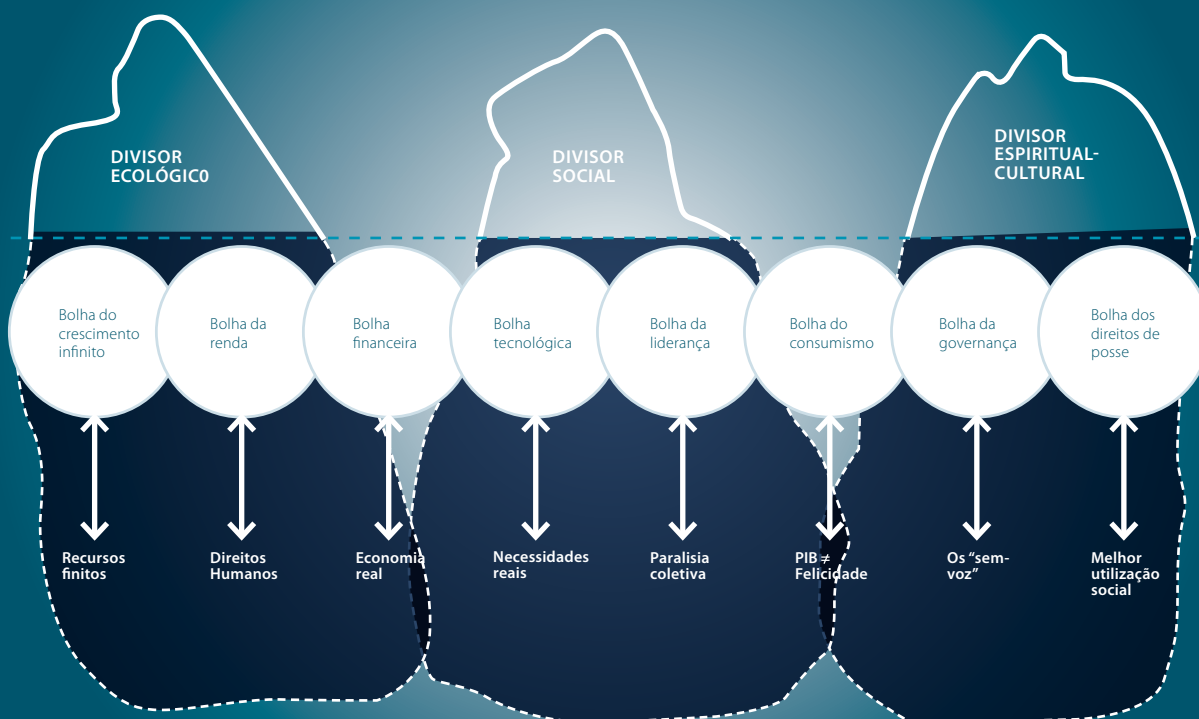 DIVISOR
ECOLÓGIC0
DIVISOR
SOCIAL
DIVISOR
ESPIRITUAL-
CULTURAL
Bolha do
crescimento
infinito
Bolha da
renda
Bolha
financeira
Bolha
tecnológica
Bolha da
liderança
Bolha do
consumismo
Bolha da
governança
Bolha dos
direitos de
posse
Recursos
finitos
Direitos
Humanos
Economia
real
Necessidades
reais
Paralisia
coletiva
PIB ≠
Felicidade
Os “sem-
voz”
Melhor
utilização
social